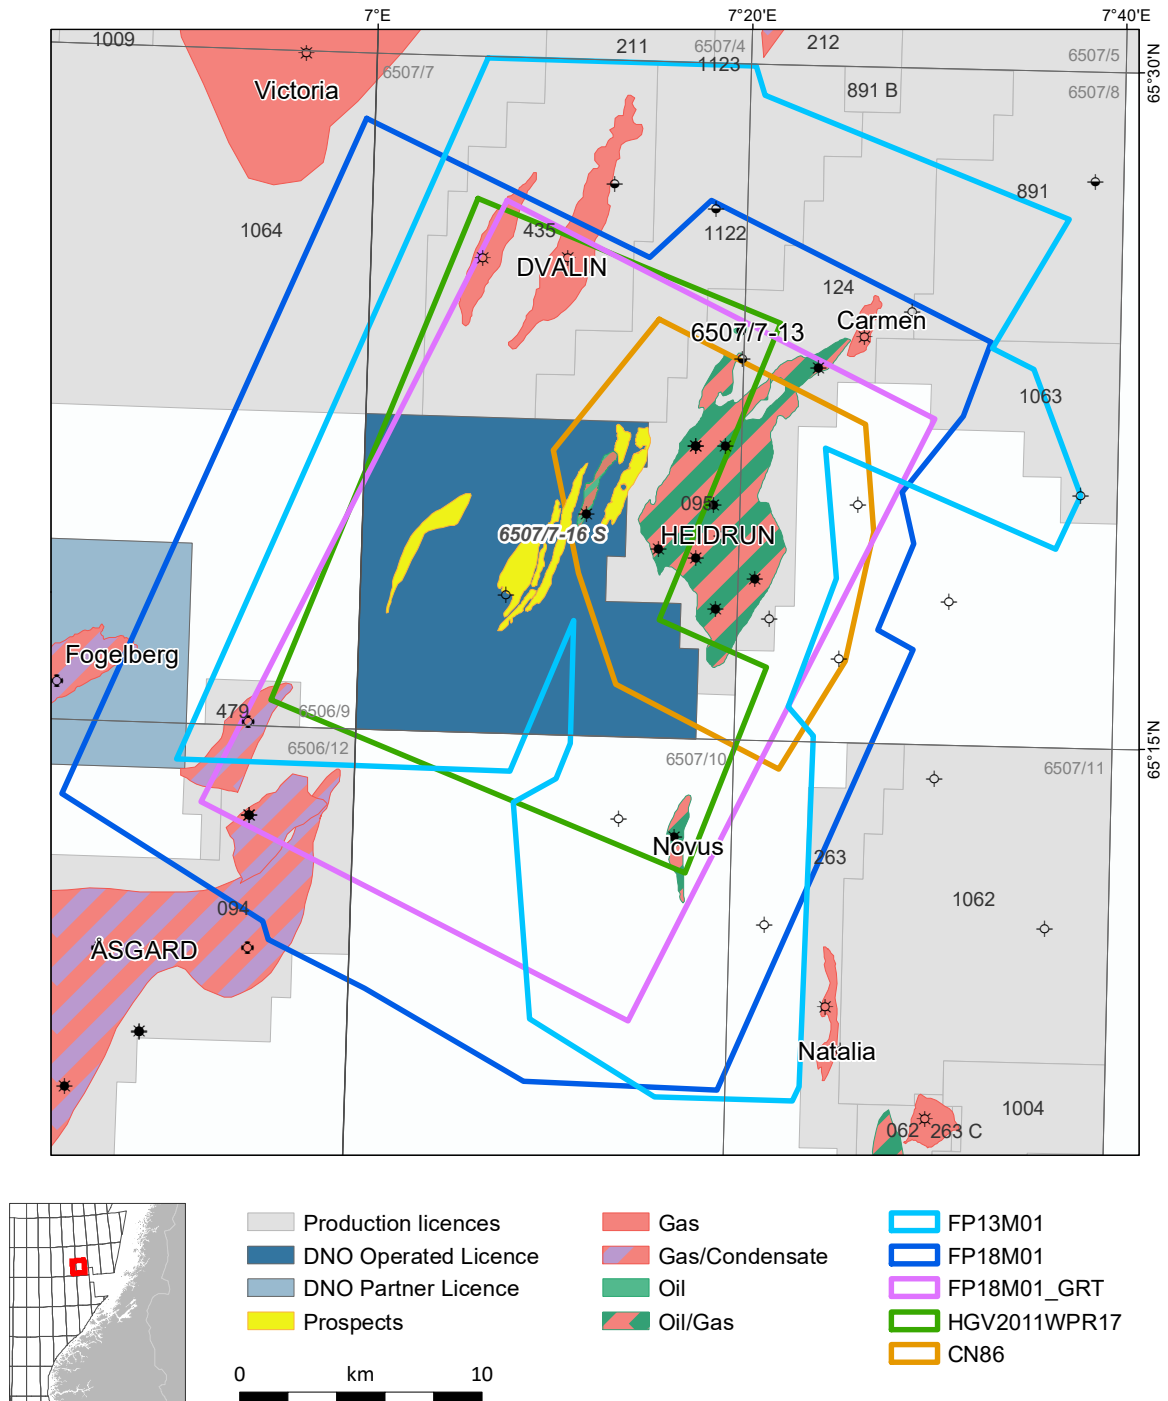 7°E
7°20'E
7°40'E
1009
211
6507/4
212
6507/5
65°30'N
1123
6507/7
Victoria
891 B
6507/8
891
1064
435
1122
DVALIN
124
Carmen
6507/7-13
1063
095
6507/7-16 S
HEIDRUN
Fogelberg
479
6506/9
6506/12
65°15'N
6507/10
6507/11
Novus
263
094
1062
ÅSGARD
Natalia
1004
062
263 C
Production licences
DNO Operated Licence
DNO Partner Licence
Prospects
Gas
Gas/Condensate
Oil
Oil/Gas
FP13M01
FP18M01
FP18M01_GRT
HGV2011WPR17
CN86
0 km 10